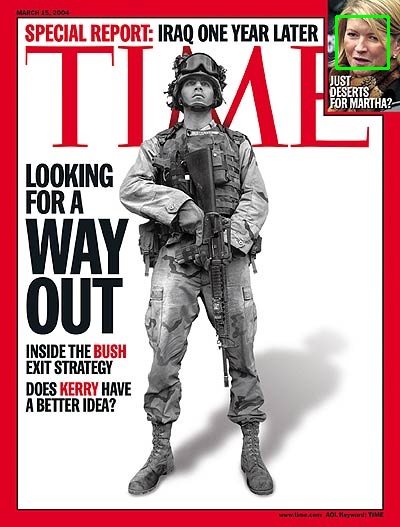 MARCH 15, 2004
SPECIAL REPORT: IRAQ ONE YEAR LATER
TIME
JUST
DESERTS
FOR MARTHA?
LOOKING
FOR A
WAY
OUT
INSIDE THE BUSH
EXIT STRATEGY
DOES KERRY HAVE
A BETTER IDEA?
www.time.com AOL Keyword: TIME